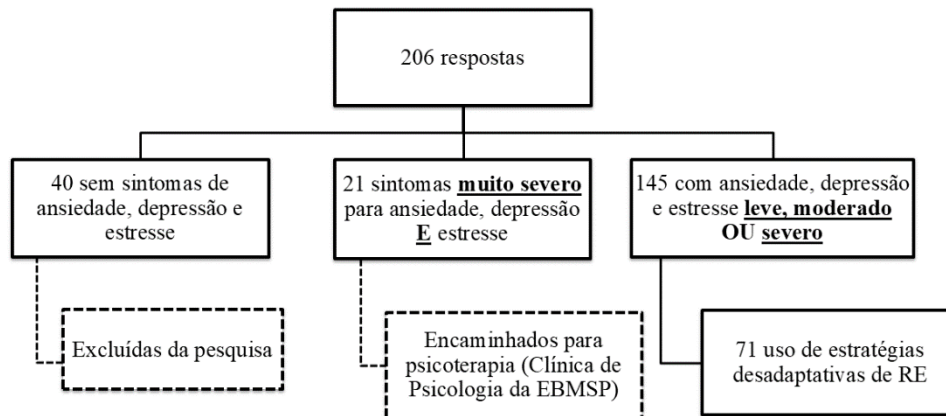 206 respostas
40 sem sintomas de
ansiedade, depressão e
estresse
21 sintomas muito severo
para ansiedade, depressão
E estresse
145 com ansiedade, depressão
e estresse leve, moderado
OU severo
Excluídas da pesquisa
Encaminhados para
psicoterapia (Clínica de
Psicologia da EBMSP)
71 uso de estratégias
desadaptativas de RE